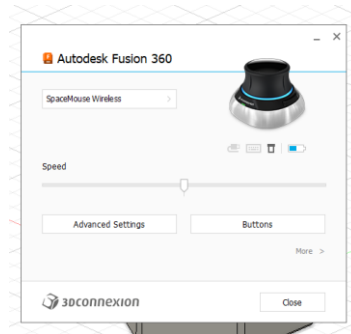 Autodesk Fusion 360
SpaceMouse Wireless >
Speed
Advanced Settings
Buttons
More >
3DCONNEXION
Close